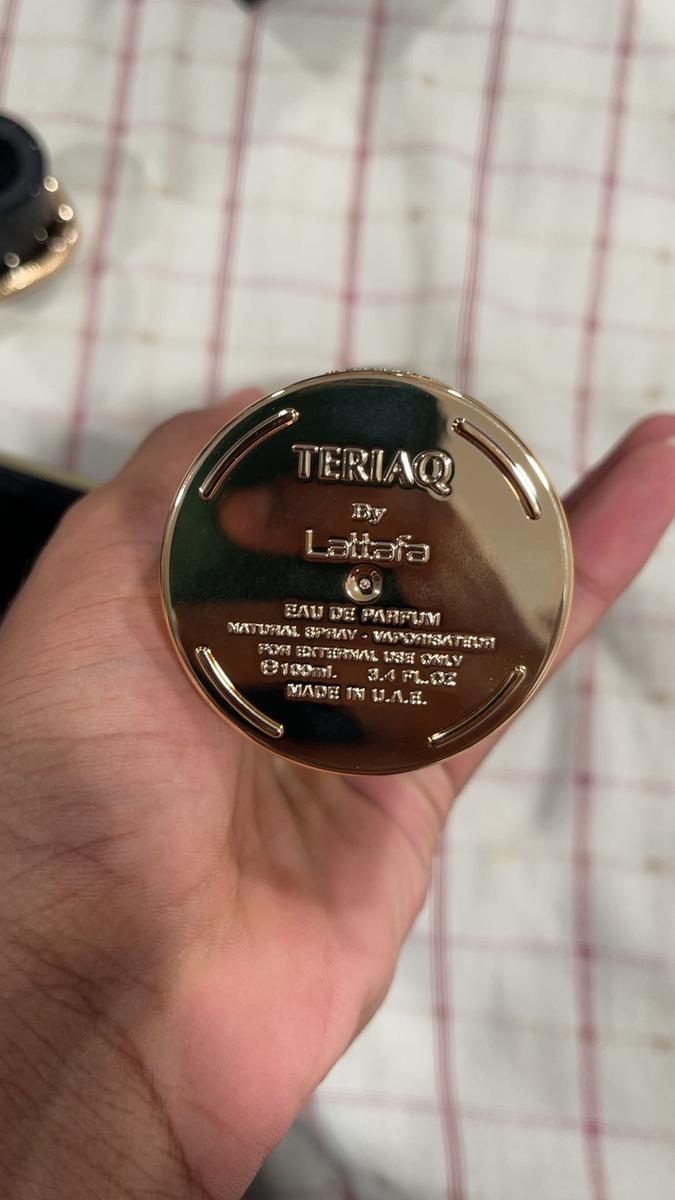 TERIAQ
By
Lattafa
EAU DE PARFUM
NATURAL SPRAY - VAPORISATEUR
FOR EXTERNAL USE ONLY
100ml. 3.4 FL.OZ
MADE IN U.A.E.